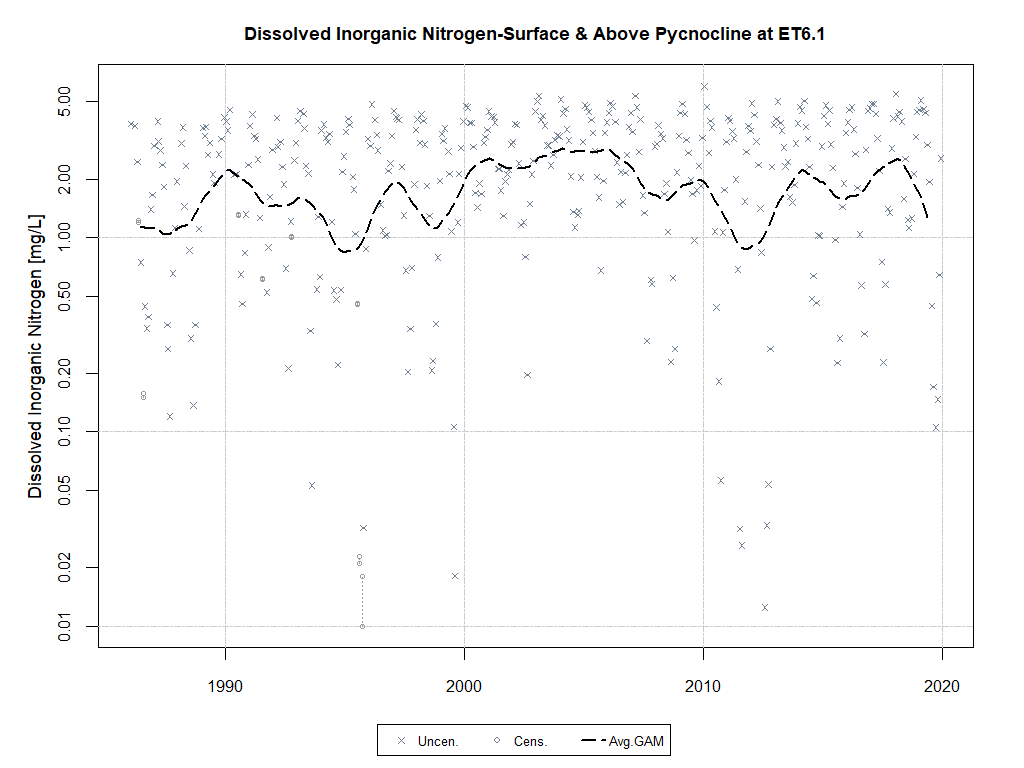 Dissolved Inorganic Nitrogen-Surface & Above Pycnocline at ET6.1
Dissolved Inorganic Nitrogen [mg/L]
5.00
2.00
1.00
0.50
0.20
0.10
0.05
0.02
0.01
1990 2000 2010 2020
Uncen. Cens. Avg.GAM